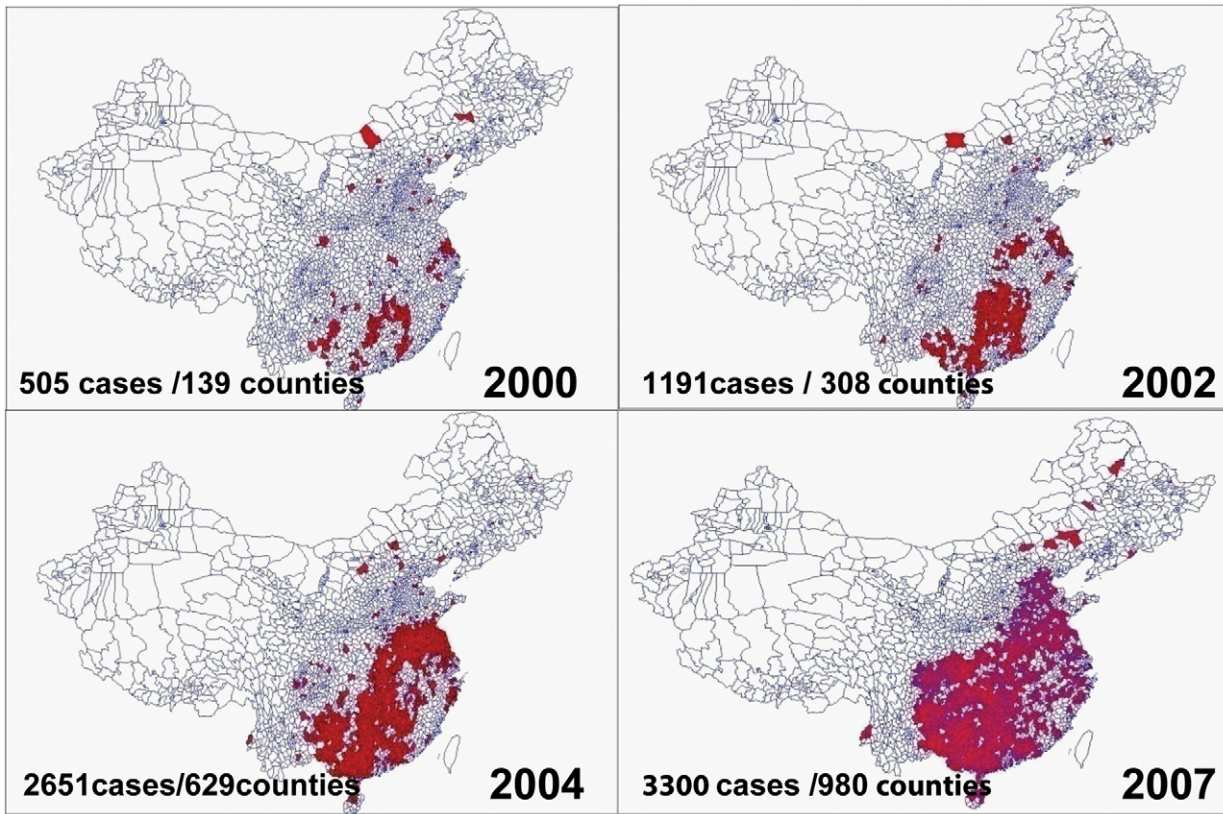 505 cases /139 counties 2000
1191cases / 308 counties 2002
2651cases/629counties 2004
3300 cases /980 counties 2007